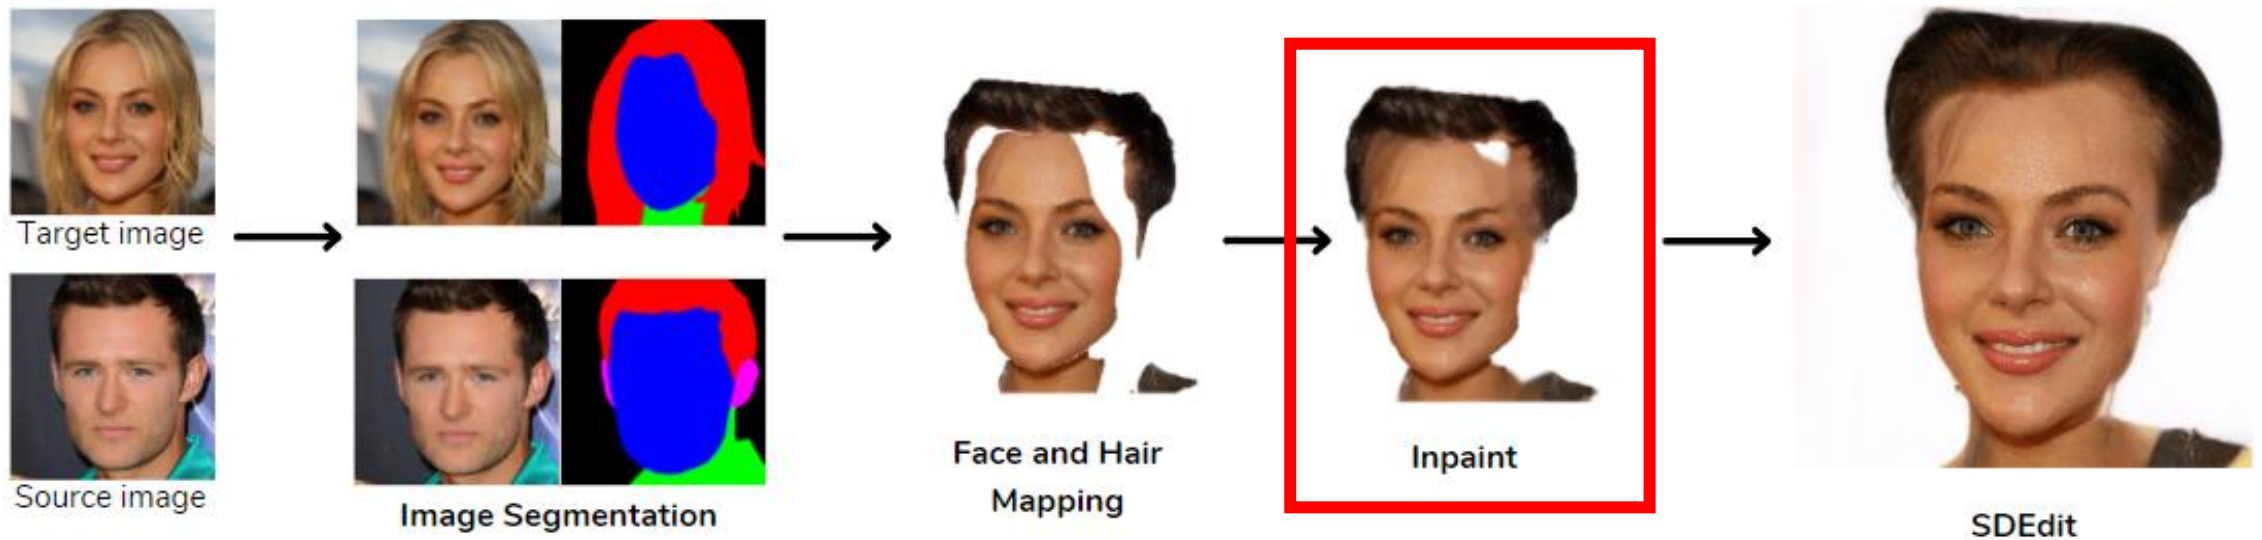 Target image
Source image
Image Segmentation
Face and Hair
Mapping
Inpaint
SDEdit